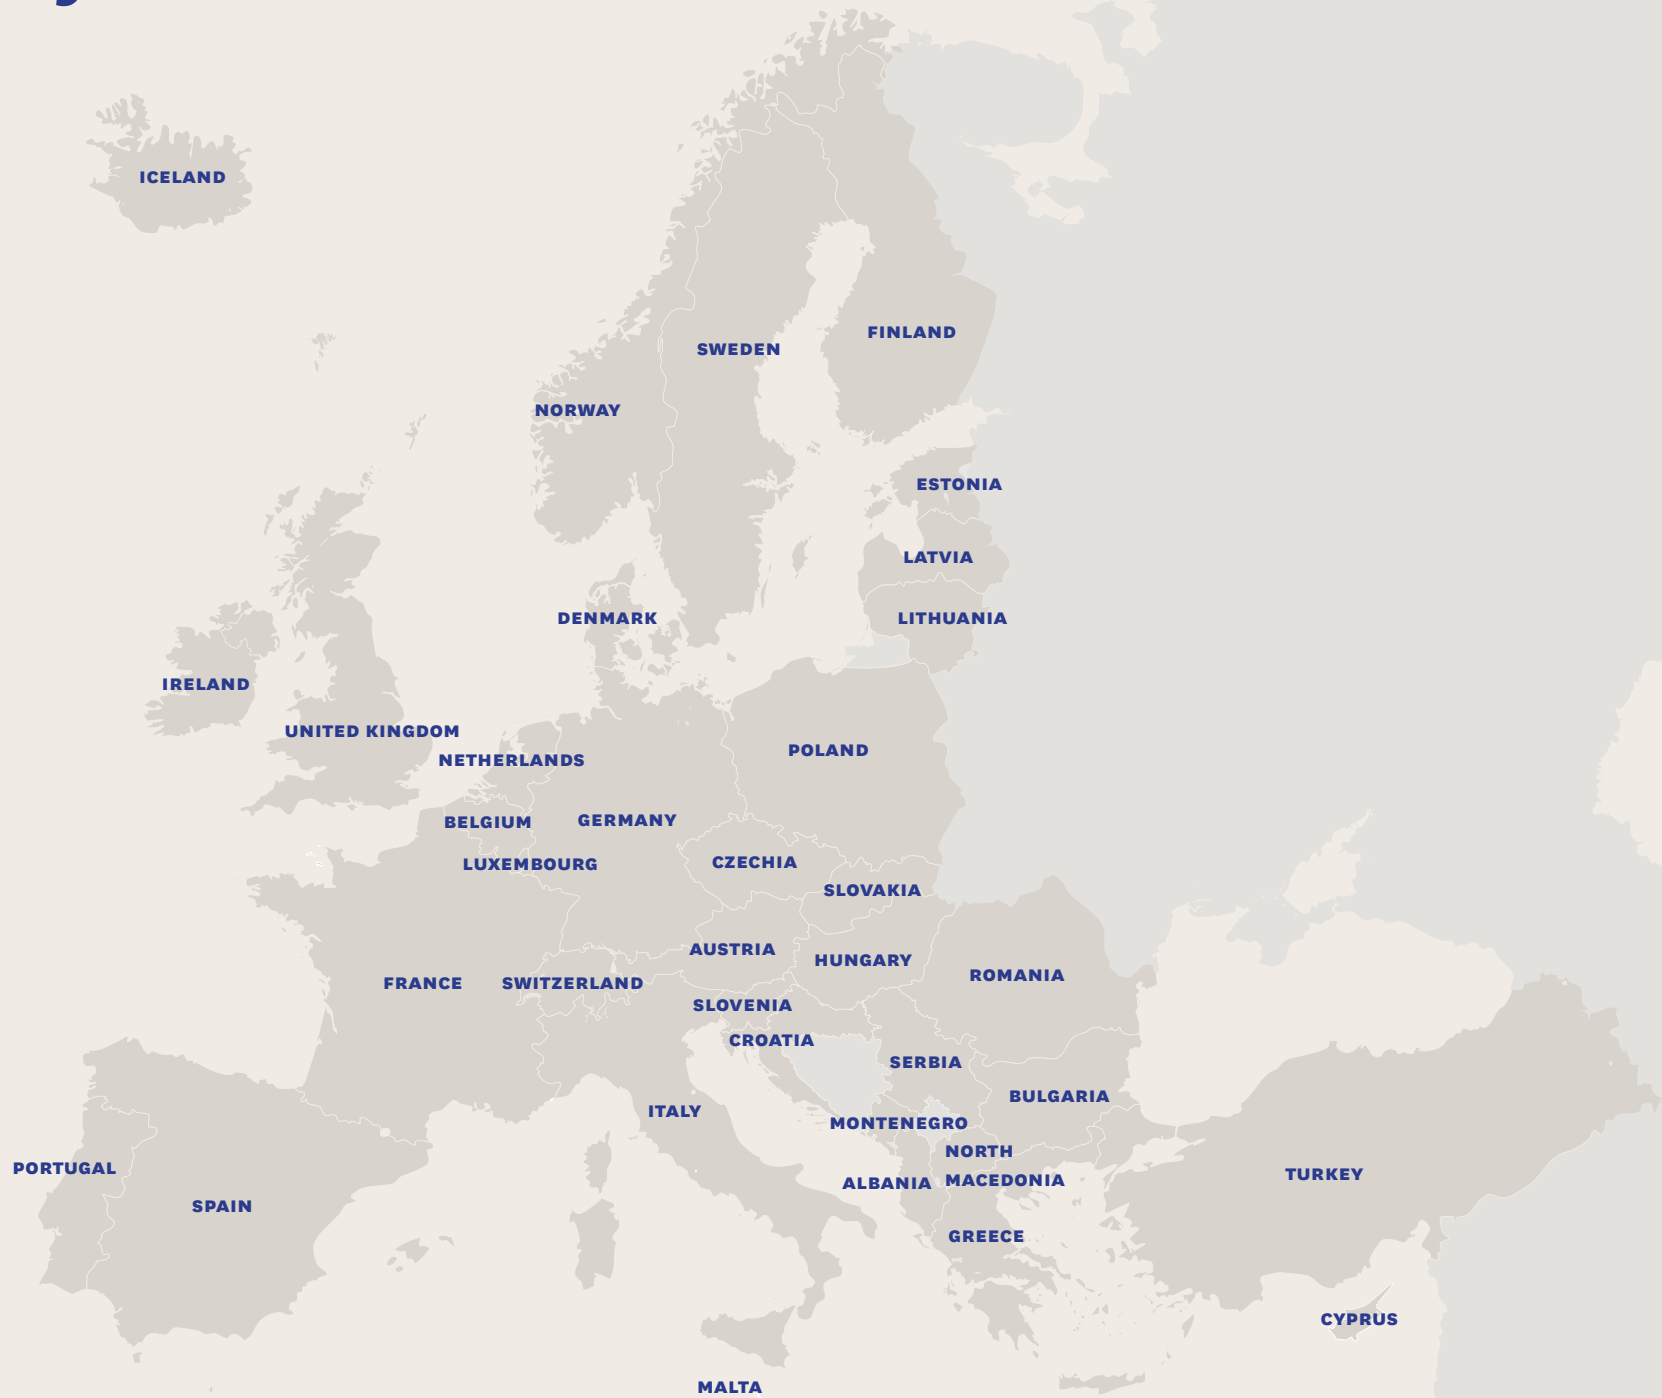 ICELAND
FINLAND
SWEDEN
NORWAY
ESTONIA
LATVIA
DENMARK
LITHUANIA
IRELAND
UNITED KINGDOM
POLAND
NETHERLANDS
GERMANY
BELGIUM
CZECHIA
LUXEMBOURG
SLOVAKIA
AUSTRIA
HUNGARY
ROMANIA
FRANCE
SWITZERLAND
SLOVENIA
CROATIA
SERBIA
BULGARIA
ITALY
MONTENEGRO
NORTH
MACEDONIA
PORTUGAL
TURKEY
ALBANIA
SPAIN
GREECE
CYPRUS
MALTA